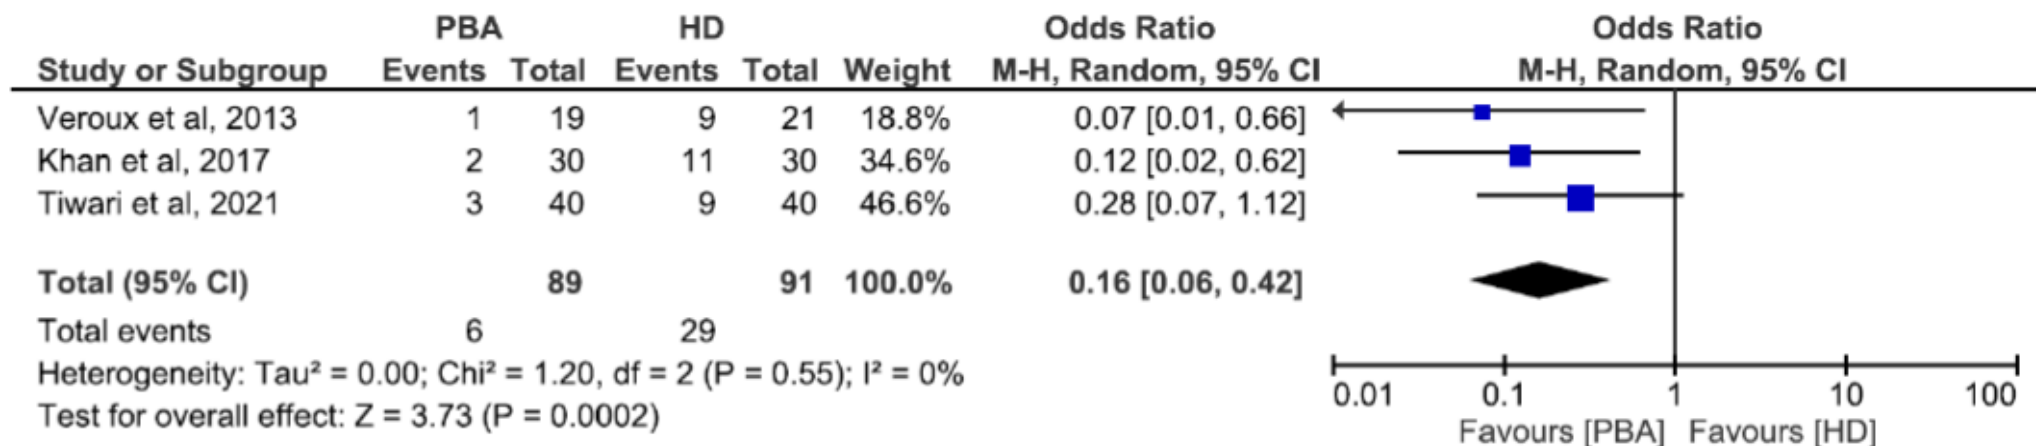 PBA HD Odds Ratio Odds Ratio
Study or Subgroup Events Total Events Total Weight M-H, Random, 95% CI M-H, Random, 95% CI
Veroux et al, 2013 1 19 9 21 18.8% 0.07 [0.01, 0.66]
Khan et al, 2017 2 30 11 30 34.6% 0.12 [0.02, 0.62]
Tiwari et al, 2021 3 40 9 40 46.6% 0.28 [0.07, 1.12]
Total (95% CI) 89 91 100.0% 0.16 [0.06, 0.42]
Total events 6 29
Heterogeneity: Tau² = 0.00; Chi² = 1.20, df = 2 (P = 0.55); I² = 0%
Test for overall effect: Z = 3.73 (P = 0.0002)
0.01 0.1 1 10 100
Favours [PBA] Favours [HD]